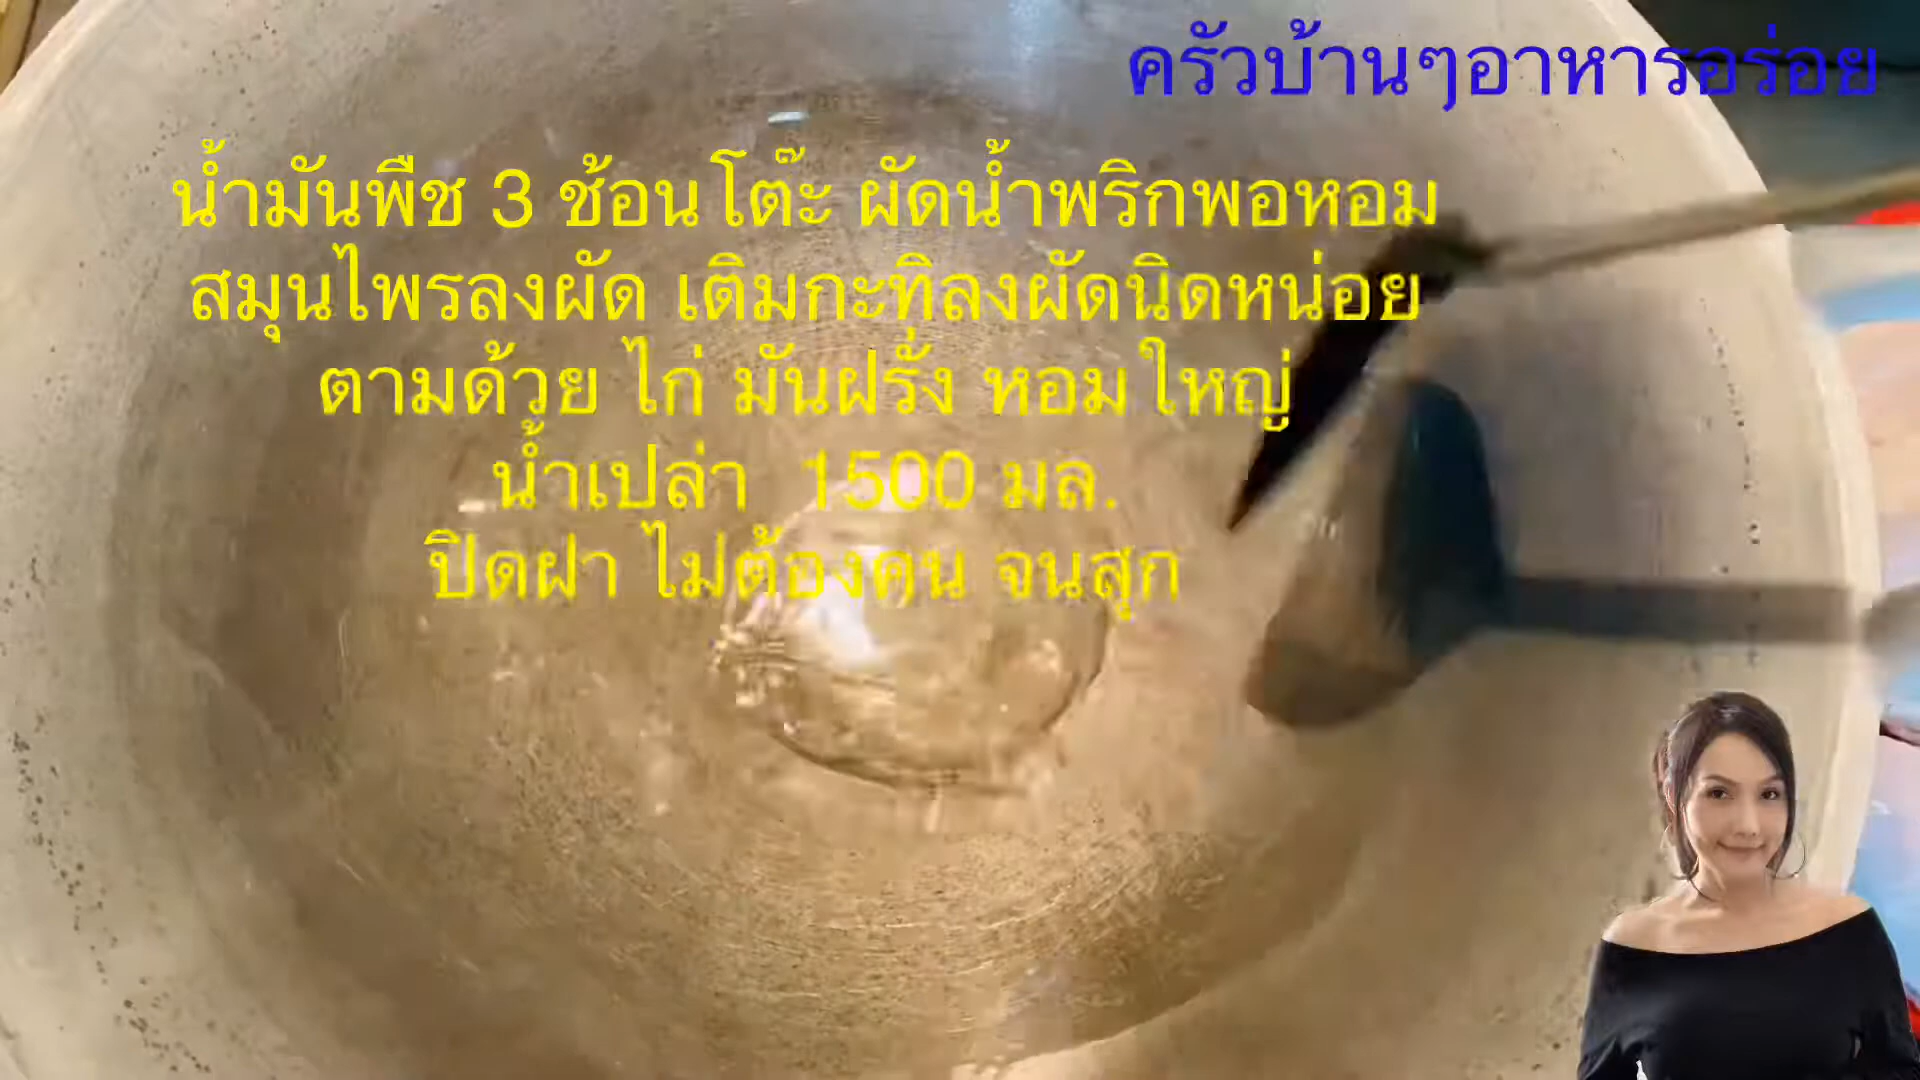 ครัวบ้านๆอาหารอร่อย
น้ำมันพืช 3 ช้อนโต๊ะ ผัดน้ำพริกพอหอม
สมุนไพรลงผัด เติมกะทิลงผัดนิดหน่อย
ตามด้วย ไก่ มันฝรั่ง หอมใหญ่
น้ำเปล่า 1500 มล.
ปิดฝา ไม่ต้องคน จนสุก